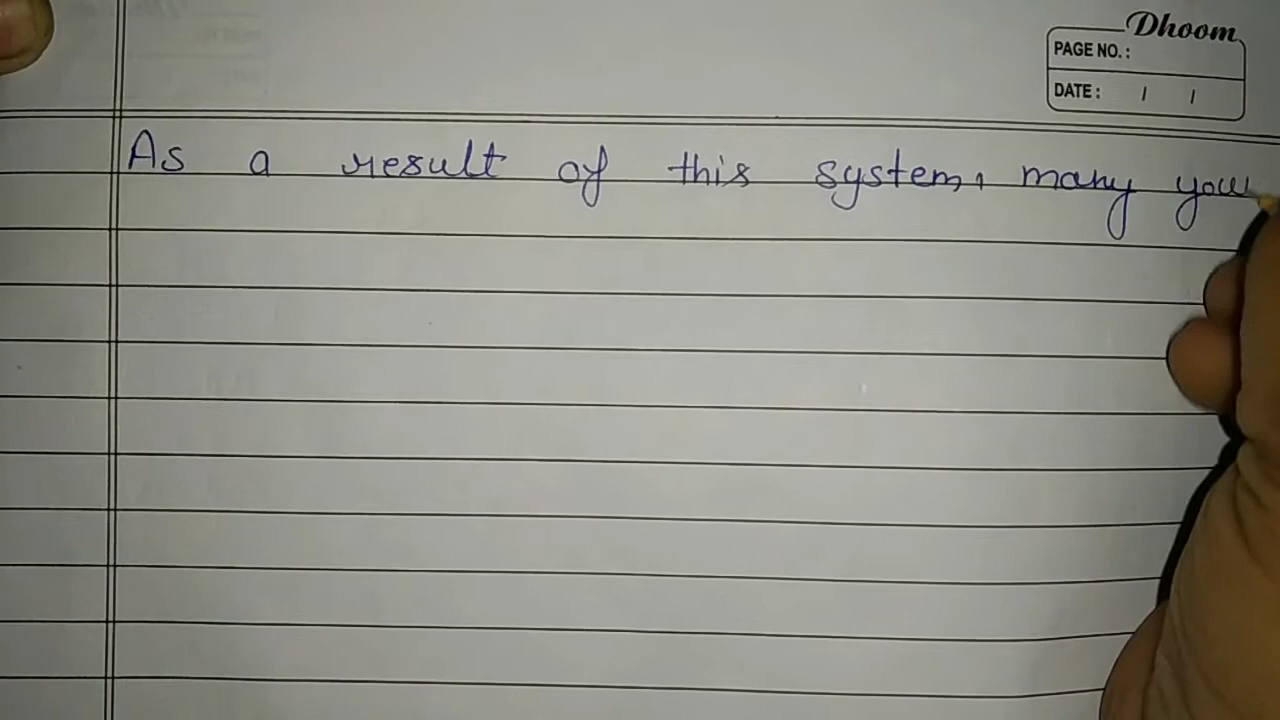 Dhoom
PAGE NO. :
DATE : / /
As a result of this system, many you